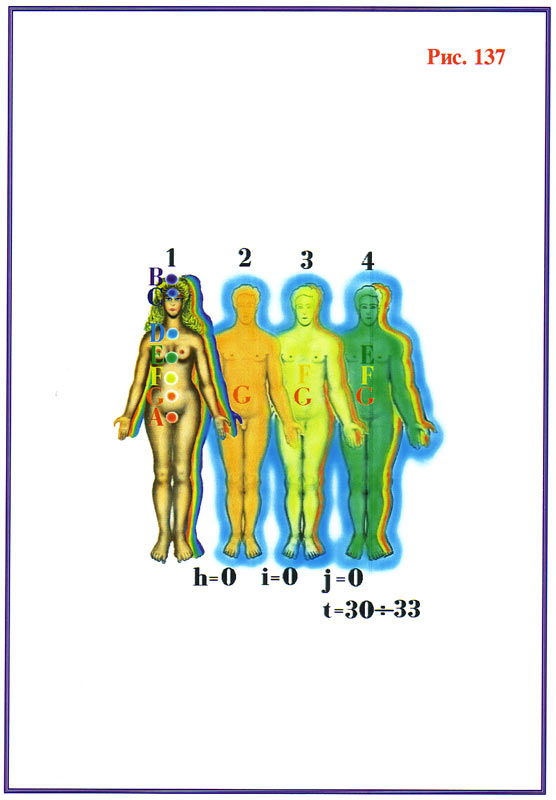 Рис. 137
1 2 3 4
B
C
D
E E
F F F
G G G G
A
h=0 i=0 j=0
t=30÷33